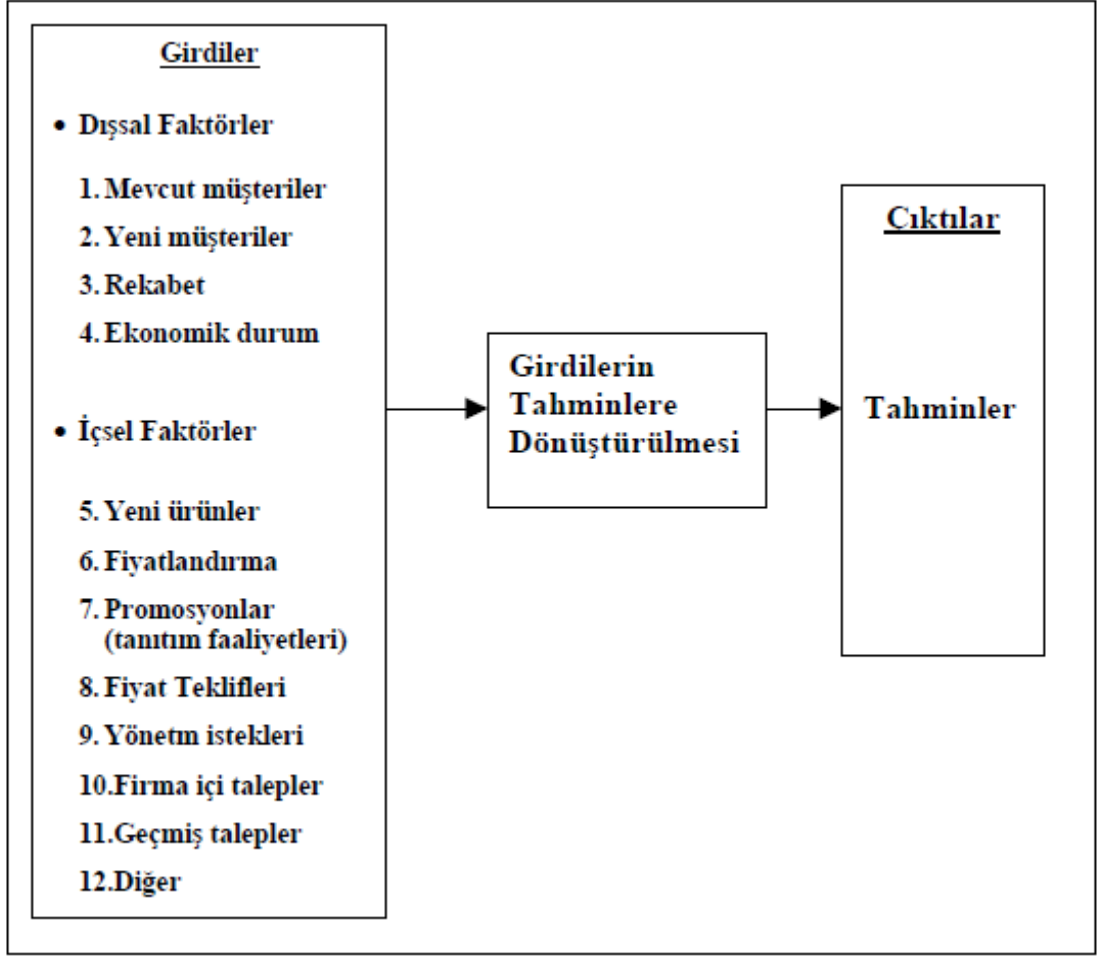 Girdiler
• Dışsal Faktörler
1. Mevcut müşteriler
2. Yeni müşteriler
3. Rekabet
4. Ekonomik durum
• İçsel Faktörler
5. Yeni ürünler
6. Fiyatlandırma
7. Promosyonlar
(tanıtım faaliyetleri)
8. Fiyat Teklifleri
9. Yönetın istekleri
10.Firma içi talepler
11.Geçmiş talepler
12.Diğer
Girdilerin
Tahminlere
Dönüştürülmesi
Çıktılar
Tahminler